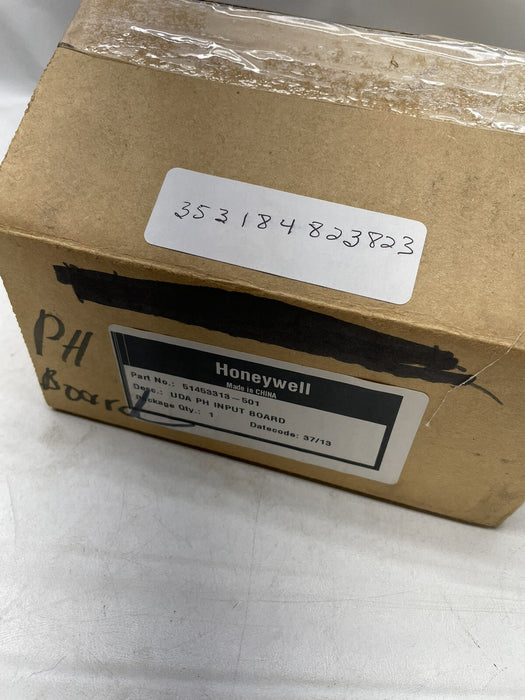 353184823823
PH
Board
Honeywell
Made in CHINA
Part No.: 51453313-501
Desc.: UDA PH INPUT BOARD
Package Qty.: 1
Datecode: 37/13